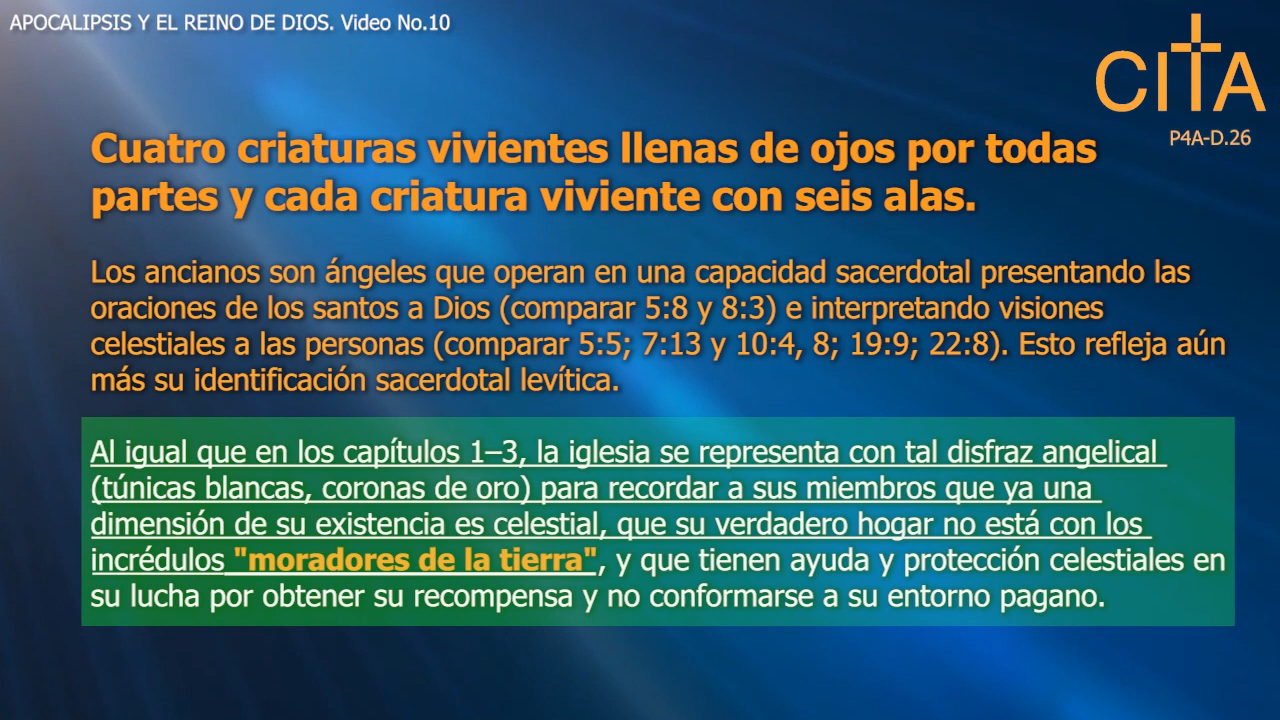 APOCALIPSIS Y EL REINO DE DIOS. Video No.10
CITA
P4A-D.26
Cuatro criaturas vivientes llenas de ojos por todas
partes y cada criatura viviente con seis alas.
Los ancianos son ángeles que operan en una capacidad sacerdotal presentando las
oraciones de los santos a Dios (comparar 5:8 y 8:3) e interpretando visiones
celestiales a las personas (comparar 5:5; 7:13 y 10:4, 8; 19:9; 22:8). Esto refleja aún
más su identificación sacerdotal levítica.
Al igual que en los capítulos 1–3, la iglesia se representa con tal disfraz angelical
(túnicas blancas, coronas de oro) para recordar a sus miembros que ya una
dimensión de su existencia es celestial, que su verdadero hogar no está con los
incrédulos "moradores de la tierra", y que tienen ayuda y protección celestiales en
su lucha por obtener su recompensa y no conformarse a su entorno pagano.